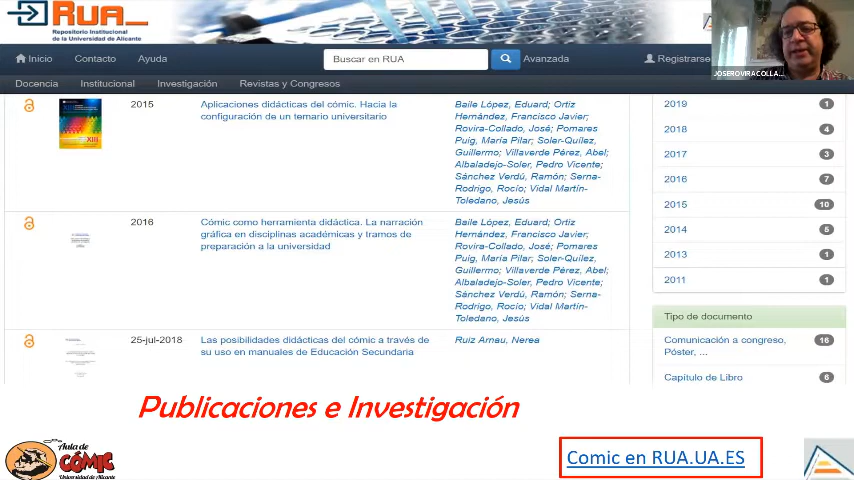 RUA_
Repositorio Institucional
de la Universidad de Alicante
Inicio
Contacto
Ayuda
Buscar en RUA
Avanzada
Registrarse
JOSEROVIRACOLLA...
Docencia
Institucional
Investigación
Revistas y Congresos
2015
Aplicaciones didácticas del cómic. Hacia la
configuración de un temario universitario
Baile López, Eduard; Ortiz
Hernández, Francisco Javier;
Rovira-Collado, José; Pomares
Puig, María Pilar; Soler-Quílez,
Guillermo; Villaverde Pérez, Abel;
Albaladejo-Soler, Pedro Vicente;
Sánchez Verdú, Ramón; Serna-
Rodrigo, Rocío; Vidal Martín-
Toledano, Jesús
2016
Cómic como herramienta didáctica. La narración
gráfica en disciplinas académicas y tramos de
preparación a la universidad
Baile López, Eduard; Ortiz
Hernández, Francisco Javier;
Rovira-Collado, José; Pomares
Puig, María Pilar; Soler-Quílez,
Guillermo; Villaverde Pérez, Abel;
Albaladejo-Soler, Pedro Vicente;
Sánchez Verdú, Ramón; Serna-
Rodrigo, Rocío; Vidal Martín-
Toledano, Jesús
25-jul-2018
Las posibilidades didácticas del cómic a través de
su uso en manuales de Educación Secundaria
Ruiz Arnau, Nerea
2019 1
2018 4
2017 3
2016 7
2015 10
2014 5
2013 1
2011 1
Tipo de documento
Comunicación a congreso, 16
Póster, ...
Capítulo de Libro 6
Publicaciones e Investigación
Aula de
CÓMIC
Universidad de Alicante
Comic en RUA.UA.ES